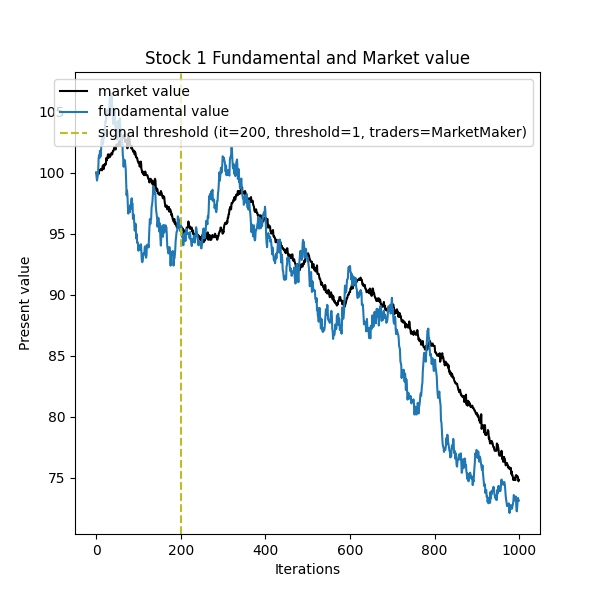 Stock 1 Fundamental and Market value
market value
fundamental value
signal threshold (it=200, threshold=1, traders=MarketMaker)
105
100
95
90
85
80
75
Present value
0 200 400 600 800 1000
Iterations